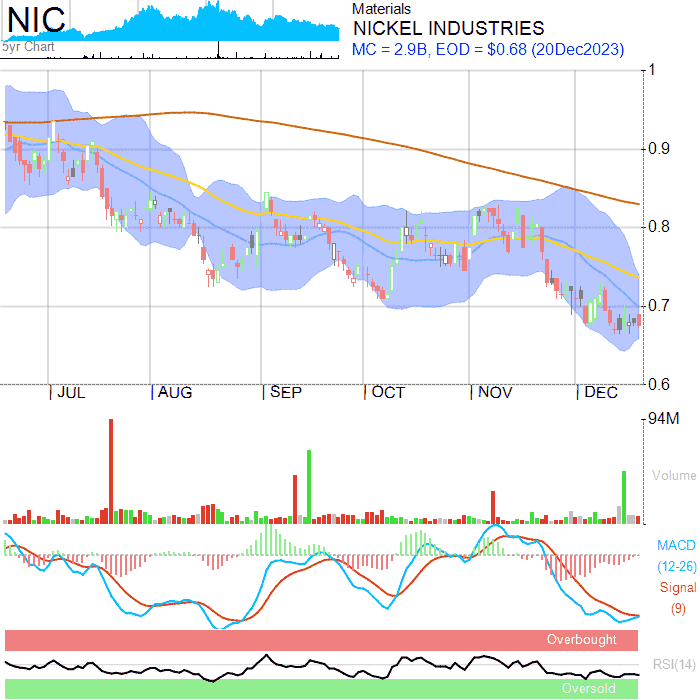 NIC
5yr Chart
Materials
NICKEL INDUSTRIES
MC = 2.9B, EOD = $0.68 (20Dec2023)
1
0.9
0.8
0.7
0.6
JUL AUG SEP OCT NOV DEC
94M
Volume
MACD
(12-26)
Signal
(9)
Overbought
RSI(14)
Oversold